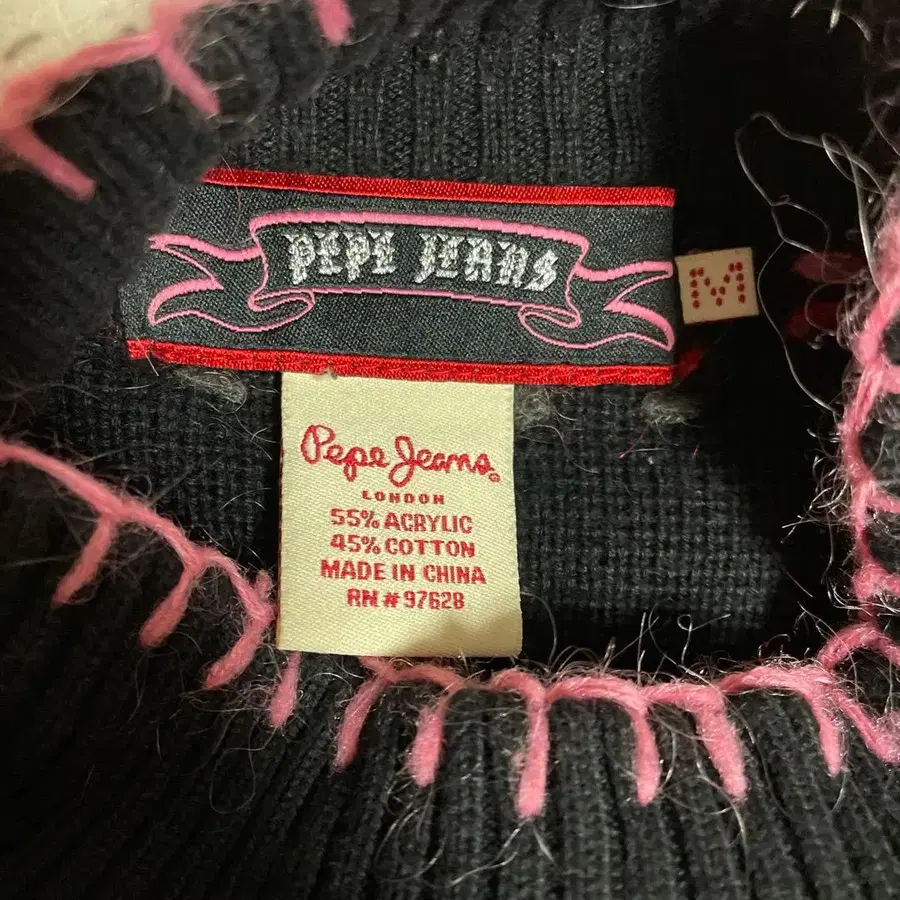 PEPE JEANS
M
Pepe Jeans
LONDON
55% ACRYLIC
45% COTTON
MADE IN CHINA
RN # 97628